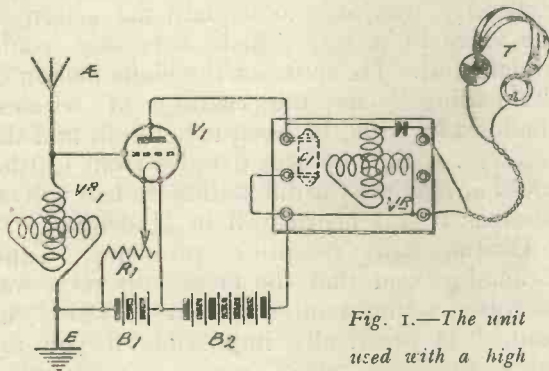 Æ
V1
T
C1
VR1
VR
R1
E
B1
B2
Fig. 1.—The unit
used with a high